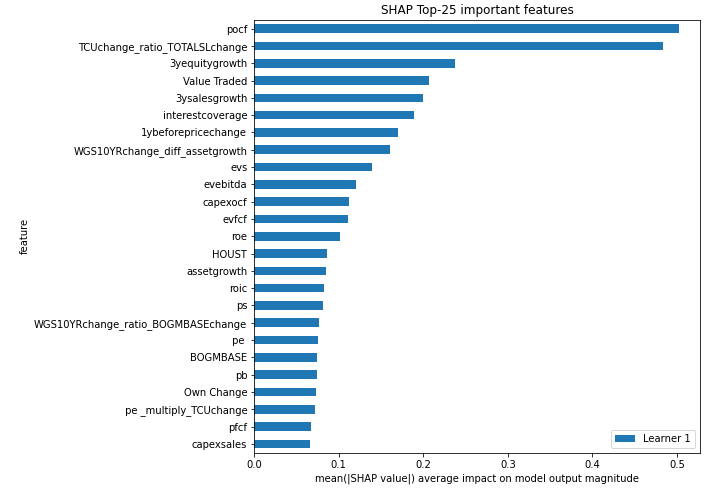 SHAP Top-25 important features
pocf
TCUchange_ratio_TOTALSLchange
3yequitygrowth
Value Traded
3ysalesgrowth
interestcoverage
1ybeforepricechange
WGS10YRchange_diff_assetgrowth
evs
evebitda
capexocf
evfcf
roe
HOUST
assetgrowth
roic
ps
WGS10YRchange_ratio_BOGMBASEchange
pe
BOGMBASE
pb
Own Change
pe _multiply_TCUchange
pfcf
capexsales
feature
Learner 1
0.0 0.1 0.2 0.3 0.4 0.5
mean(|SHAP value|) average impact on model output magnitude